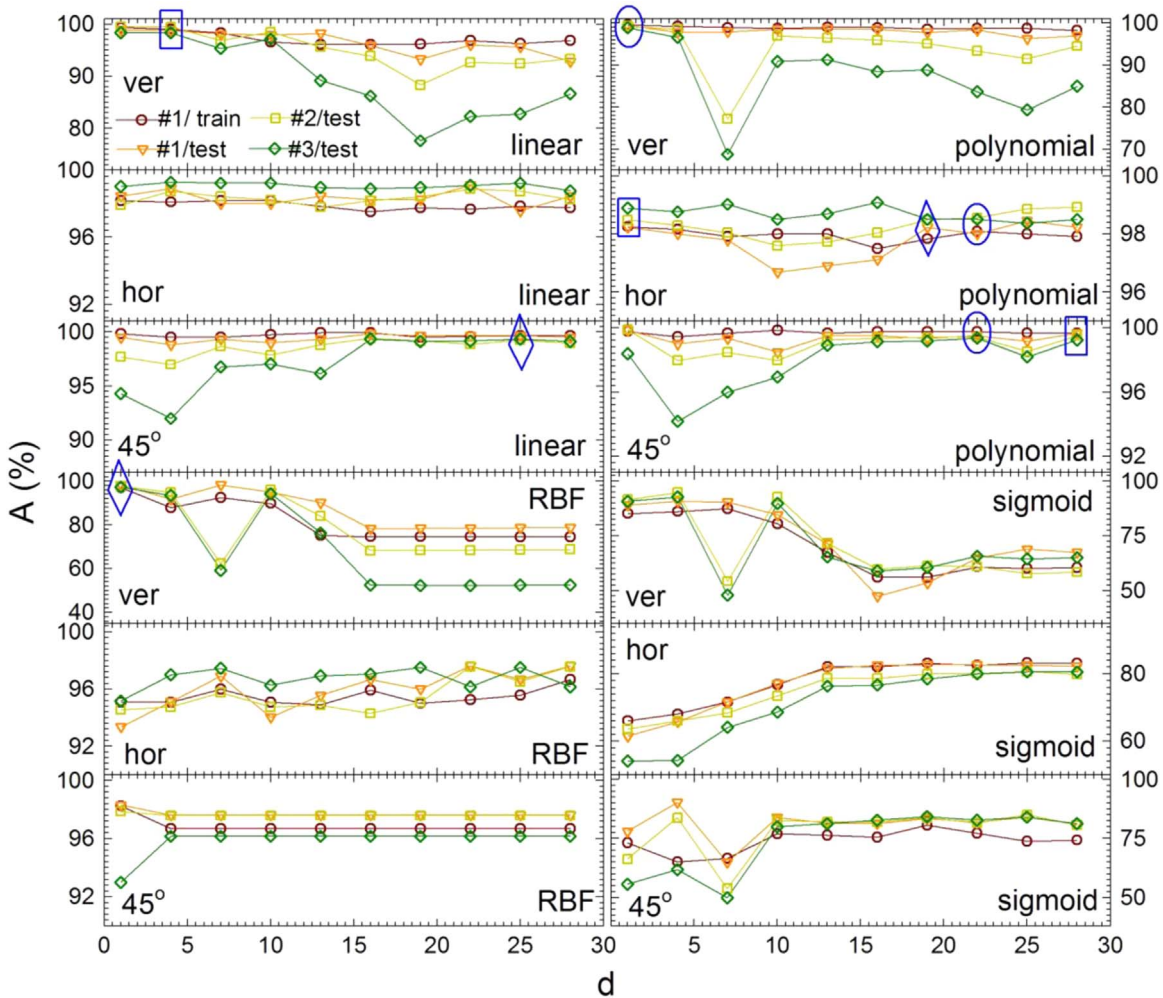 100
90
80
ver
#1/ train
#2/test
#1/test
#3/test
linear
100
90
80
70
ver
polynomial
100
96
92
hor
linear
100
98
96
hor
polynomial
100
95
90
45°
linear
100
96
92
45°
polynomial
A (%)
100
80
60
40
RBF
ver
100
75
50
sigmoid
ver
100
96
92
hor
RBF
hor
80
60
sigmoid
100
96
92
45°
RBF
100
75
50
45°
sigmoid
0 5 10 15 20 25 30 5 10 15 20 25 30
d